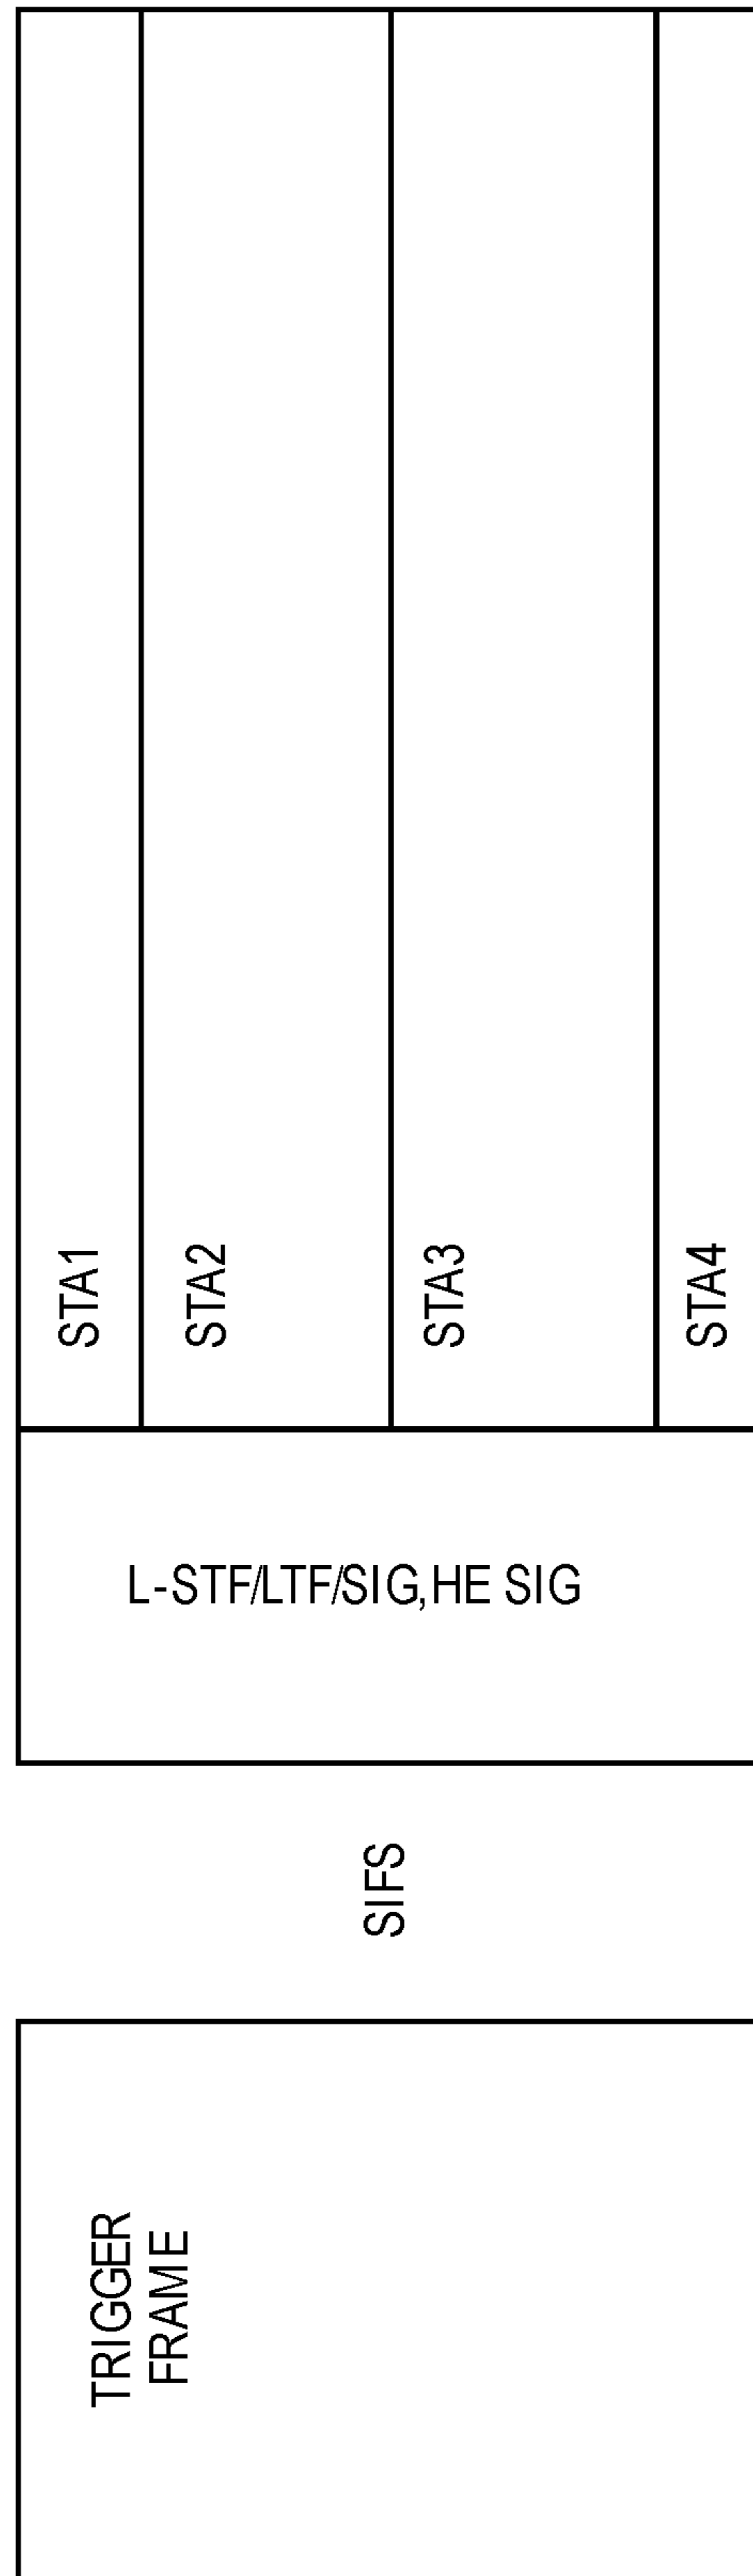 TRIGGER
FRAME
SIFS
L-STF/LTF/SIG,HE SIG
STA1
STA2
STA3
STA4